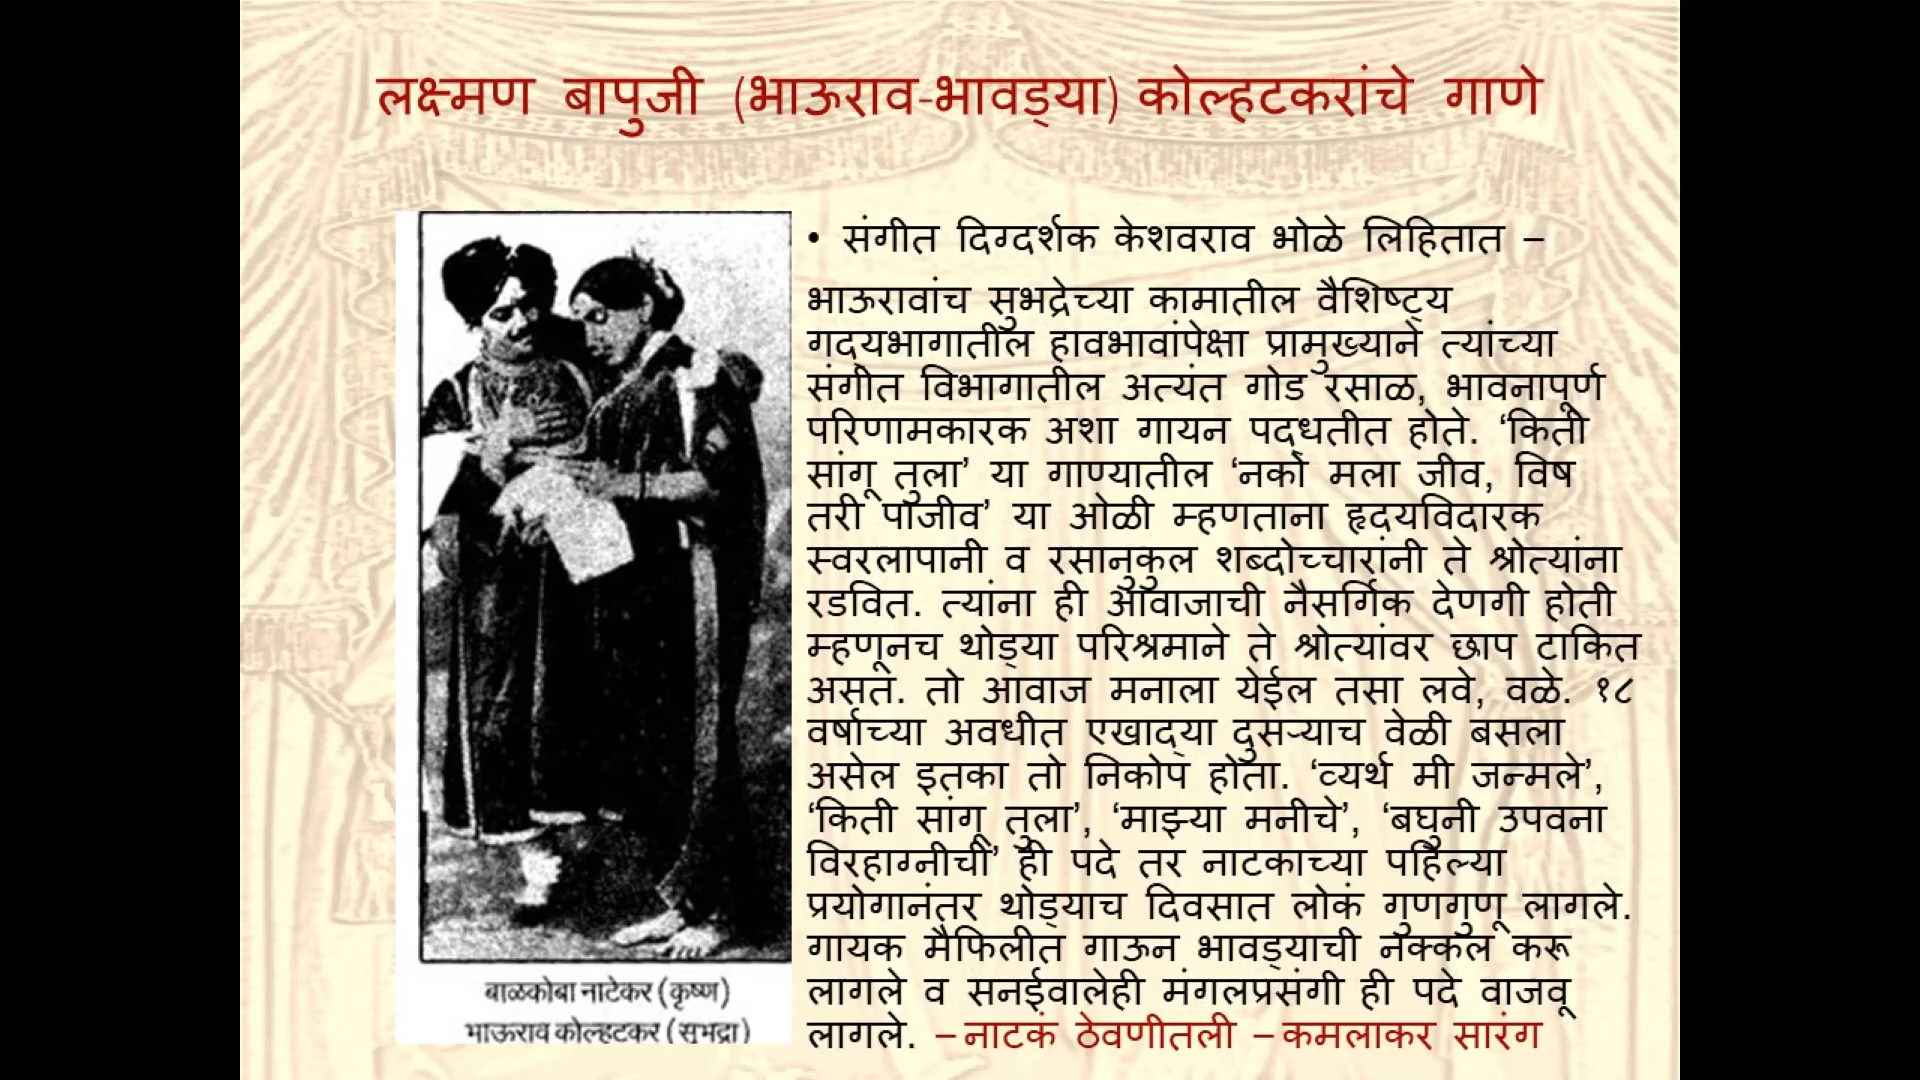 लक्ष्मण बापुजी (भाऊराव-भावड्या) कोल्हटकरांचे गाणे
• संगीत दिग्दर्शक केशवराव भोळे लिहितात –
भाऊरावांच सुभद्रेच्या कामातील वैशिष्ट्य
गद्यभागातील हावभावांपेक्षा प्रामुख्याने त्यांच्या
संगीत विभागातील अत्यंत गोड रसाळ, भावनापूर्ण
परिणामकारक अशा गायन पद्धतीत होते. ‘किती
सांगू तुला’ या गाण्यातील ‘नको मला जीव, विष
तरी पाजीव’ या ओळी म्हणताना हृदयविदारक
स्वरलापानी व रसानुकुल शब्दोच्चारांनी ते श्रोत्यांना
रडवित. त्यांना ही आवाजाची नैसर्गिक देणगी होती
म्हणूनच थोड्या परिश्रमाने ते श्रोत्यांवर छाप टाकित
असत. तो आवाज मनाला येईल तसा लवे, वळे. १८
वर्षाच्या अवधीत एखाद्या दुसऱ्याच वेळी बसला
असेल इतका तो निकोप होता. ‘व्यर्थ मी जन्मले’,
‘किती सांगू तुला’, ‘माझ्या मनीचे’, ‘बघुनी उपवना
विरहाग्नीची’ ही पदे तर नाटकाच्या पहिल्या
प्रयोगानंतर थोड्याच दिवसात लोकं गुणगुणू लागले.
गायक मैफिलीत गाऊन भावड्याची नक्कल करू
लागले व सनईवालेही मंगलप्रसंगी ही पदे वाजवू
लागले. – नाटकं ठेवणीतली – कमलाकर सारंग
बाळकोबा नाटेकर (कृष्ण)
भाऊराव कोल्हटकर (सुभद्रा)